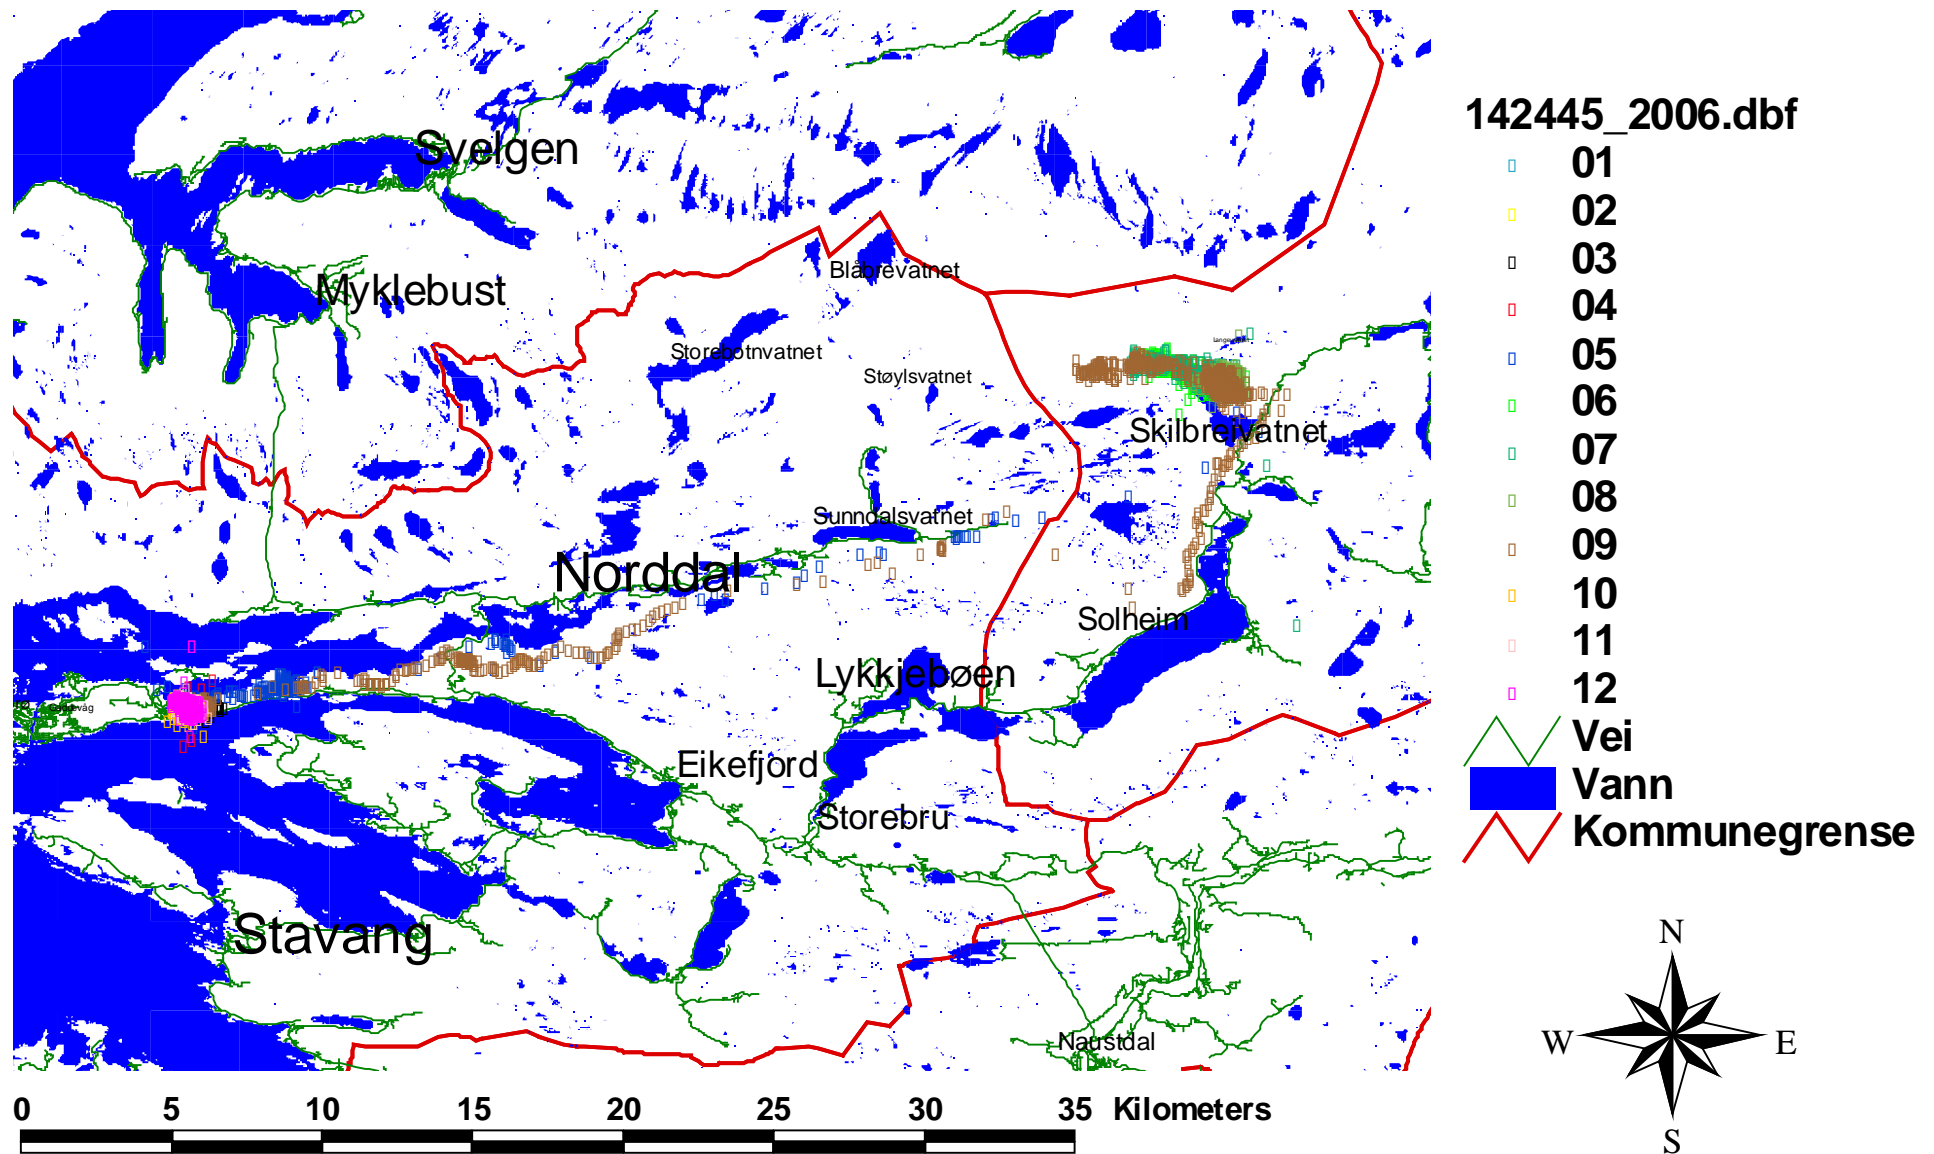 142445_2006.dbf
01
02
03
04
05
06
07
08
09
10
11
12
Vei
Vann
Kommunegrense
Svelgen
Myklebust
Blåbrevatnet
Storebotnvatnet
Støylsvatnet
Skilbreivatnet
Sunndalsvatnet
Norddal
Solheim
Lykkjebøen
Eikefjord
Storebru
Stavang
Naustdal
N
W
E
S
0 5 10 15 20 25 30 35 Kilometers